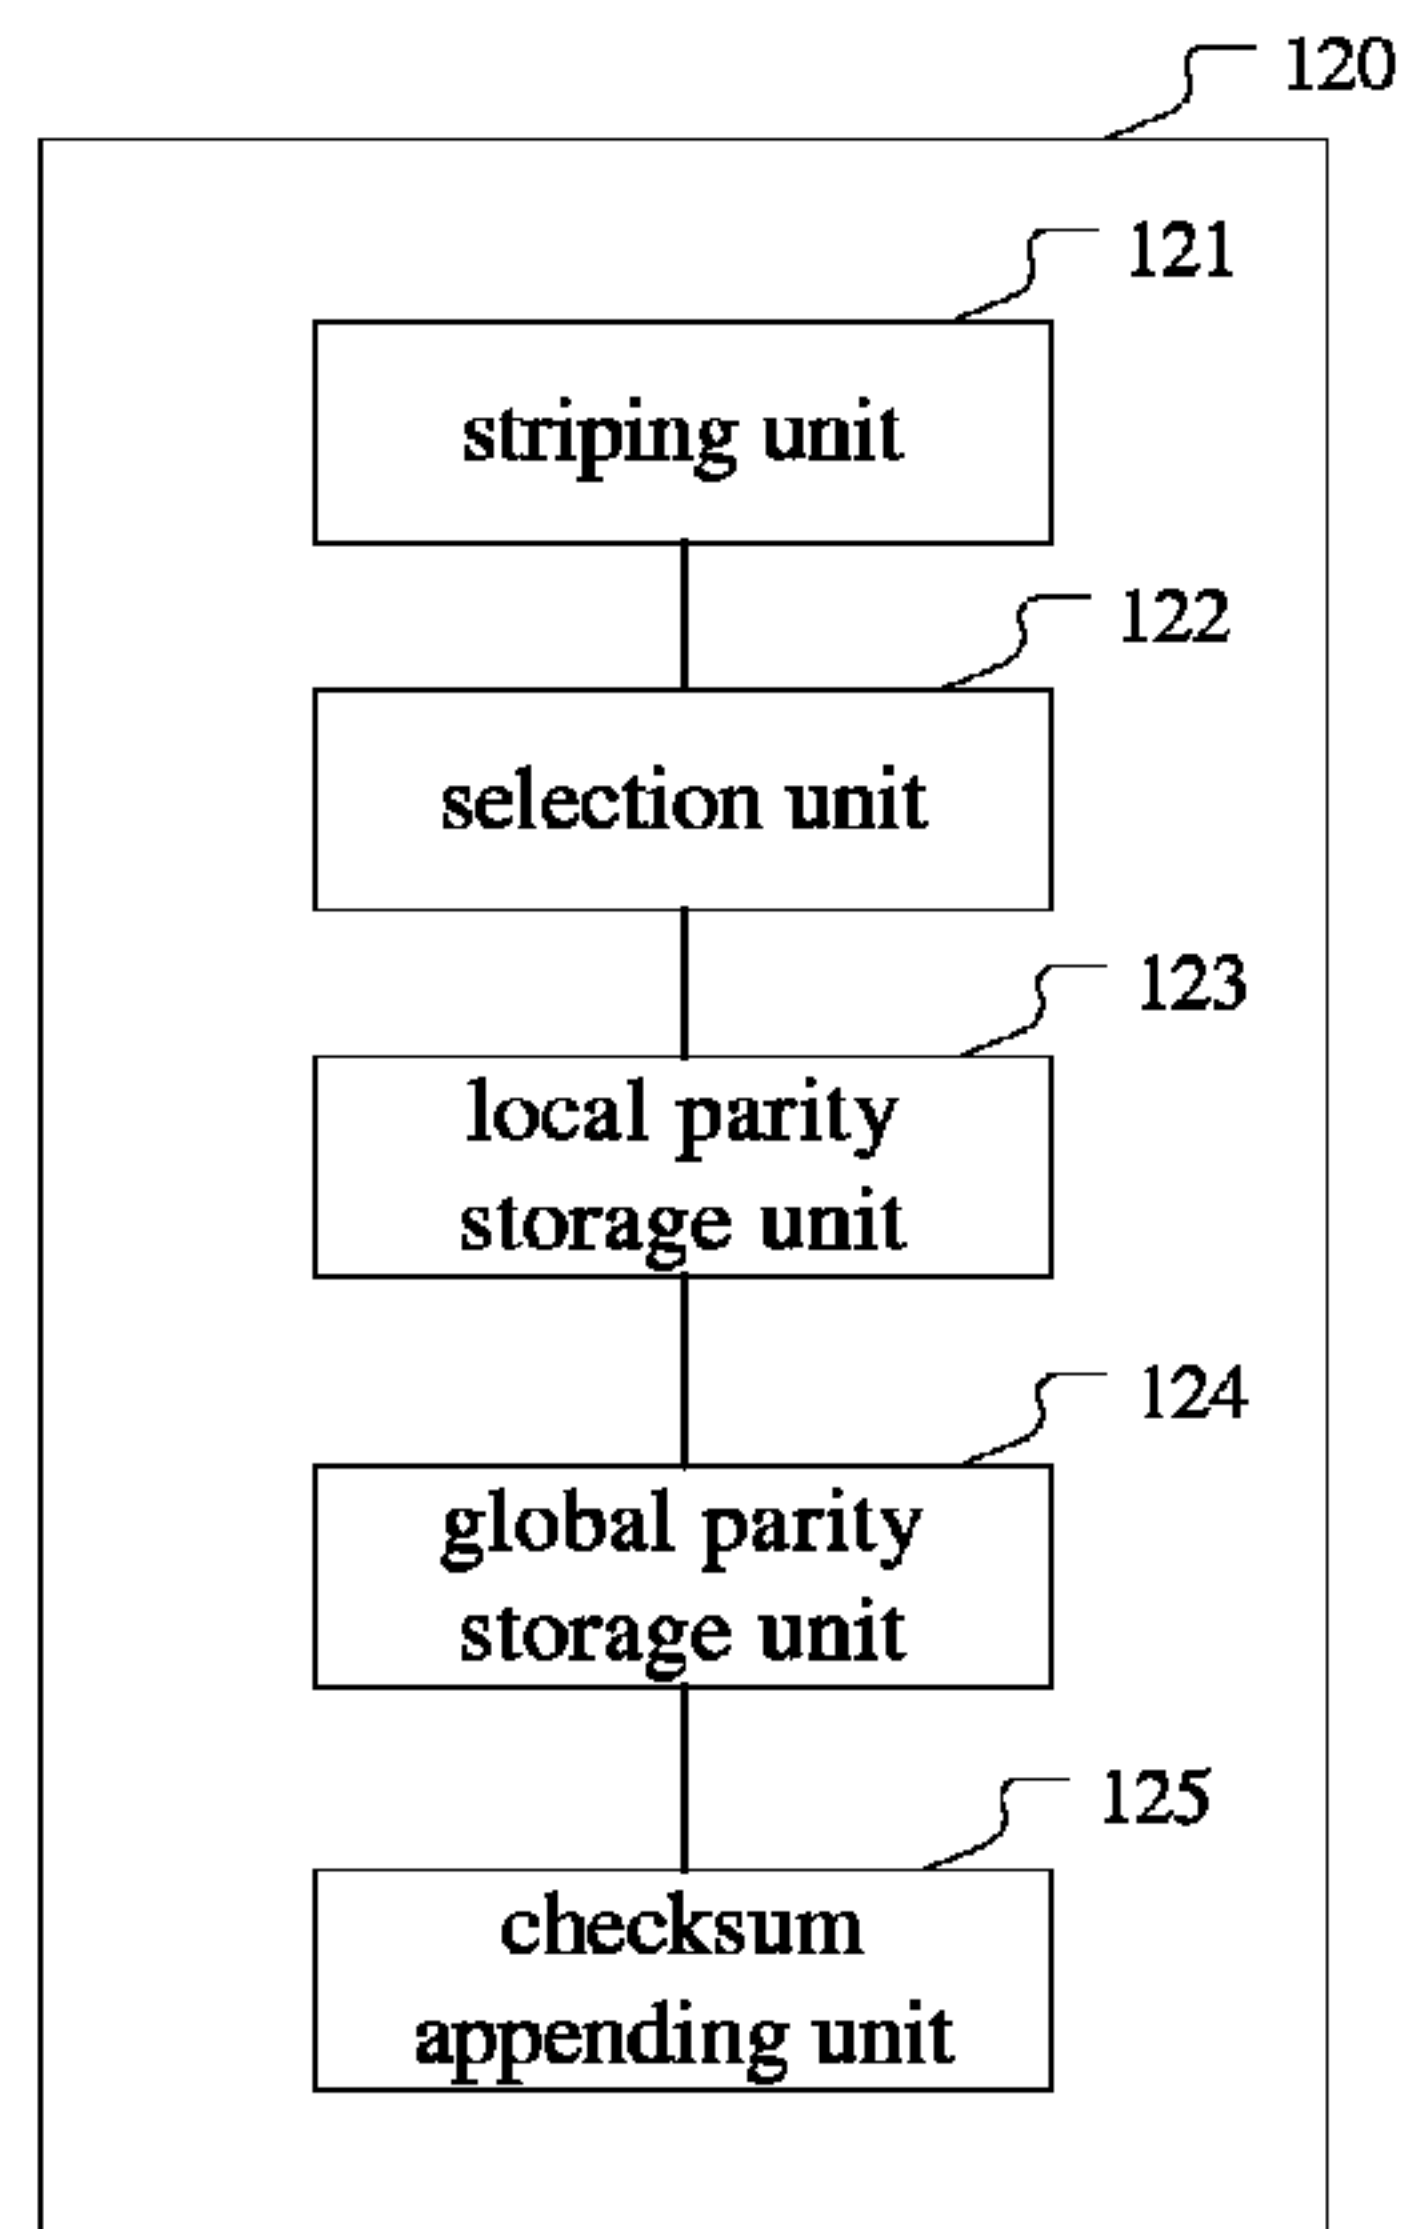 120
121
striping unit
122
selection unit
123
local parity
storage unit
124
global parity
storage unit
125
checksum
appending unit